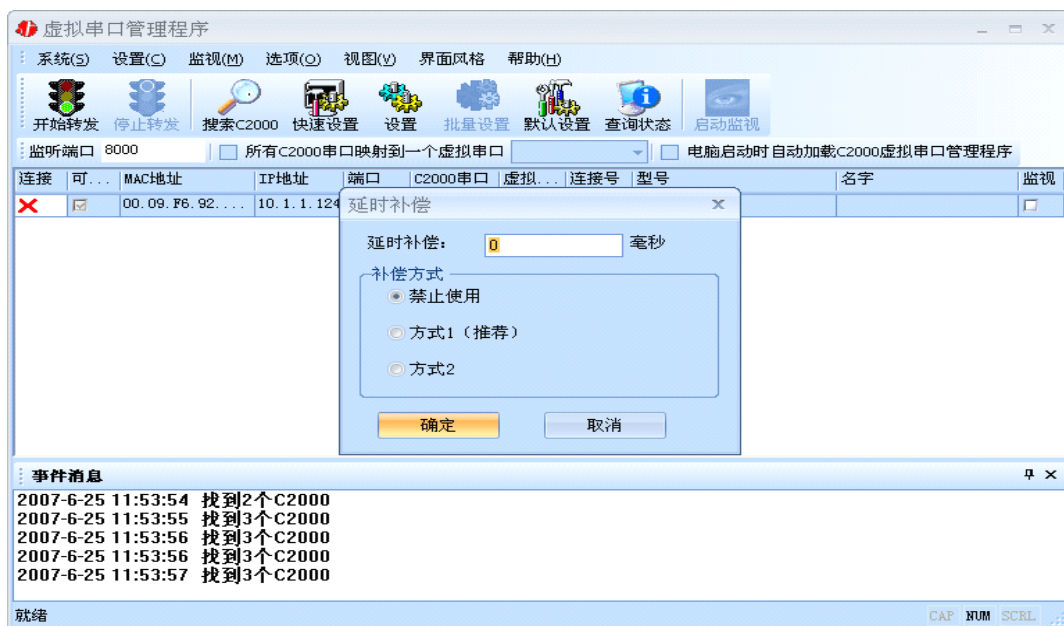 虚拟串口管理程序
系统(S) 设置(C) 监视(M) 选项(O) 视图(V) 界面风格 帮助(H)
开始转发 停止转发 搜索C2000 快速设置 设置 批量设置 默认设置 查询状态 启动监视
监听端口 8000 所有C2000串口映射到一个虚拟串口 电脑启动时自动加载C2000虚拟串口管理程序
连接 可... MAC地址 IP地址 端口 C2000串口 虚拟... 连接号 型号 名字 监视
00.09.F6.92.... 10.1.1.124
延时补偿
延时补偿: 0 毫秒
补偿方式
禁止使用
方式1（推荐）
方式2
确定 取消
事件消息
2007-6-25 11:53:54 找到2个C2000
2007-6-25 11:53:55 找到3个C2000
2007-6-25 11:53:56 找到3个C2000
2007-6-25 11:53:56 找到3个C2000
2007-6-25 11:53:57 找到3个C2000
就绪 CAP NUM SCRL